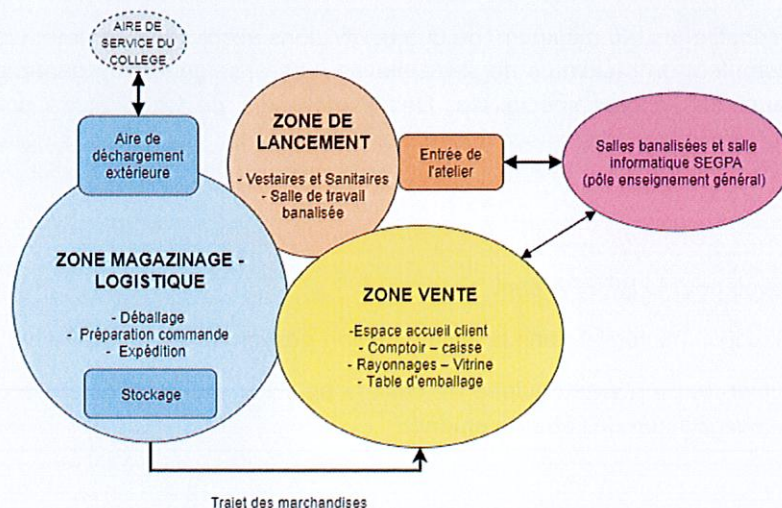 AIRE DE
SERVICE DU
COLLEGE
Aire de
déchargement
extérieure
ZONE DE
LANCEMENT
- Vestaires et Sanitaires
- Salle de travail
banalisée
Entrée de
l'atelier
Salles banalisées et salle
informatique SEGPA
(pôle enseignement général)
ZONE MAGAZINAGE -
LOGISTIQUE
- Déballage
- Préparation commande
- Expédition
Stockage
ZONE VENTE
-Espace accueil client
- Comptoir – caisse
- Rayonnages – Vitrine
- Table d'emballage
Trajet des marchandises